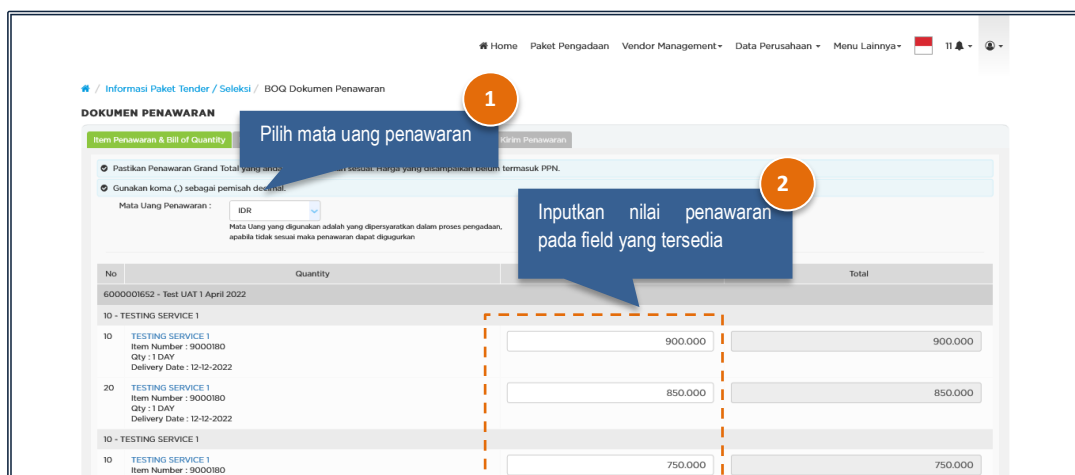 Home Paket Pengadaan Vendor Management Data Perusahaan Menu Lainnya 11
/ Informasi Paket Tender / Seleksi / BOQ Dokumen Penawaran
1
DOKUMEN PENAWARAN
Pilih mata uang penawaran
Item Penawaran & Bill of Quantity
Kirim Penawaran
Pastikan Penawaran Grand Total yang anda sesuai. Harga yang disampaikan belum termasuk PPN.
2
Gunakan koma (,) sebagai pemisah decimal.
Inputkan nilai penawaran
pada field yang tersedia
Mata Uang Penawaran : IDR
Mata Uang yang digunakan adalah yang dipersyaratkan dalam proses pengadaan,
apabila tidak sesuai maka penawaran dapat digugurkan
No Quantity Total
6000001652 - Test UAT 1 April 2022
10 - TESTING SERVICE 1
10 TESTING SERVICE 1 900.000 900.000
Item Number : 9000180
Qty : 1 DAY
Delivery Date : 12-12-2022
20 TESTING SERVICE 1 850.000 850.000
Item Number : 9000180
Qty : 1 DAY
Delivery Date : 12-12-2022
10 - TESTING SERVICE 1
10 TESTING SERVICE 1 750.000 750.000
Item Number : 9000180